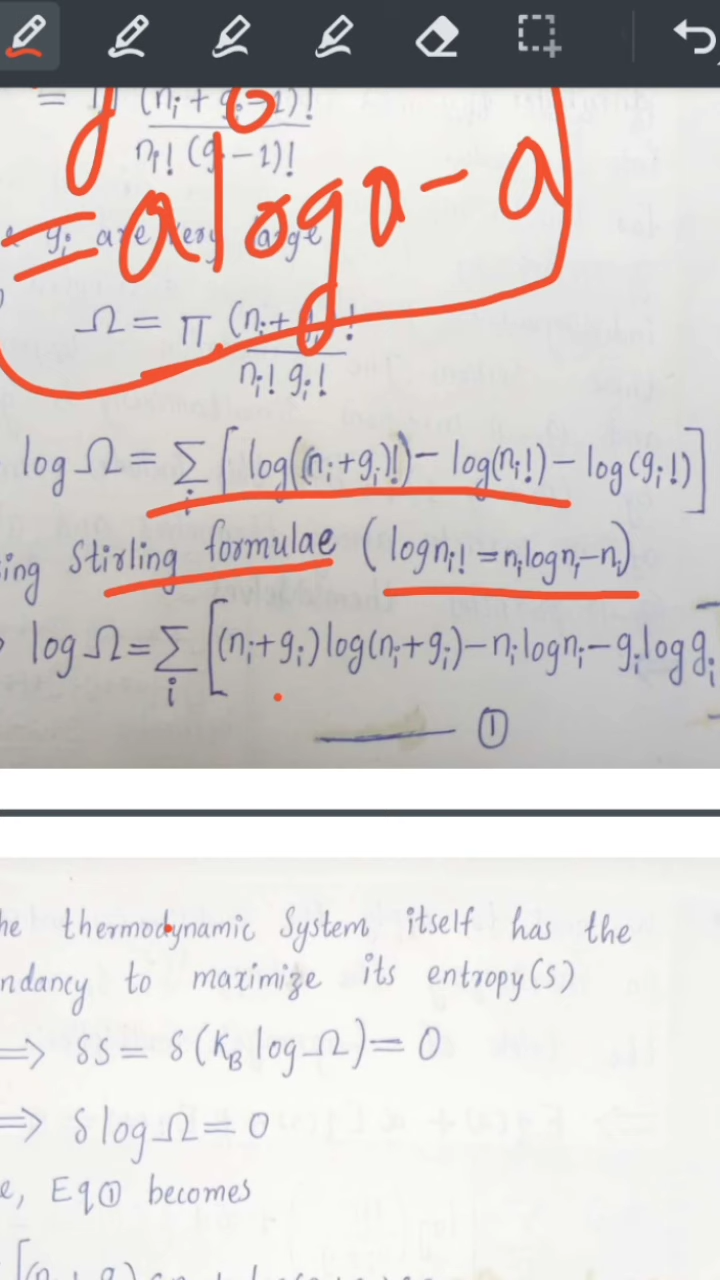 = Π (nᵢ + gᵢ - 1)!
nᵢ! (gᵢ - 1)!
= a log a - a
gᵢ are very large
Ω = Π (nᵢ + gᵢ)!
nᵢ! gᵢ!
log Ω = Σᵢ [log((nᵢ+gᵢ)!) - log(nᵢ!) - log(gᵢ!)]
ing Stirling formulae (log nᵢ! = nᵢ log nᵢ - nᵢ)
log Ω = Σᵢ [(nᵢ+gᵢ) log(nᵢ+gᵢ) - nᵢ log nᵢ - gᵢ log gᵢ
①
he thermodynamic System itself has the
ndancy to maximize its entropy(S)
=> δS = δ(K_B log Ω) = 0
=> δ log Ω = 0
e, Eq① becomes